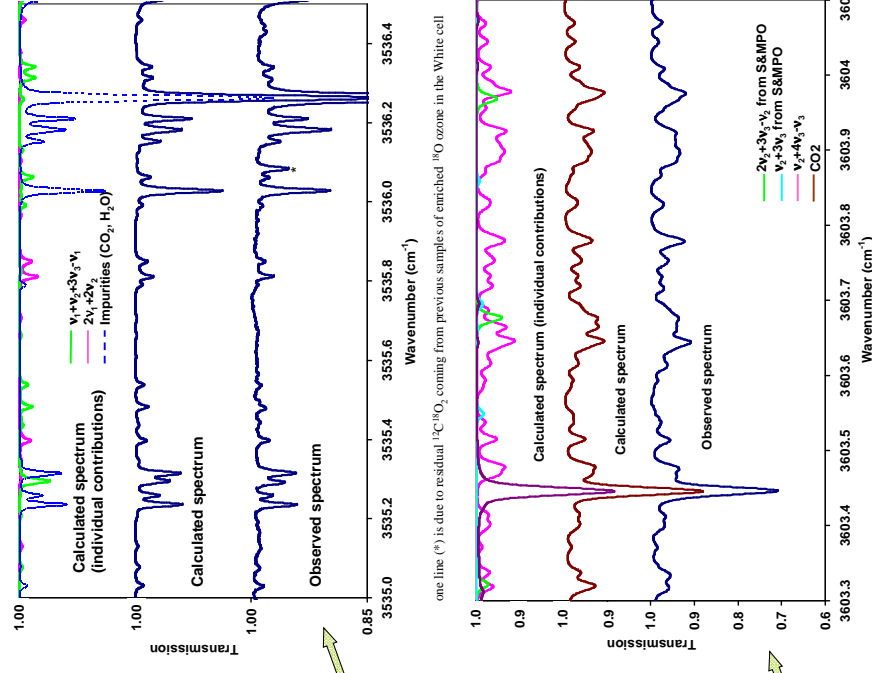 1.00
1.00
1.00
0.85
Transmission
Calculated spectrum
(individual contributions)
ν₁+ν₂+3ν₃-ν₁
2ν₁+2ν₂
Impurities (CO₂, H₂O)
Calculated spectrum
Observed spectrum
*
3535.0 3535.2 3535.4 3535.6 3535.8 3536.0 3536.2 3536.4
Wavenumber (cm⁻¹)
one line (*) is due to residual ¹²C¹⁸O₂ coming from previous samples of enriched ¹⁸O ozone in the White cell
1.0
0.9
1.0
0.9
1.0
0.9
0.8
0.7
0.6
Transmission
Calculated spectrum (individual contributions)
Calculated spectrum
Observed spectrum
2ν₂+3ν₃-ν₂ from S&MPO
ν₂+3ν₃ from S&MPO
ν₂+4ν₃-ν₃
CO2
3603.3 3603.4 3603.5 3603.6 3603.7 3603.8 3603.9 3604
Wavenumber (cm⁻¹)